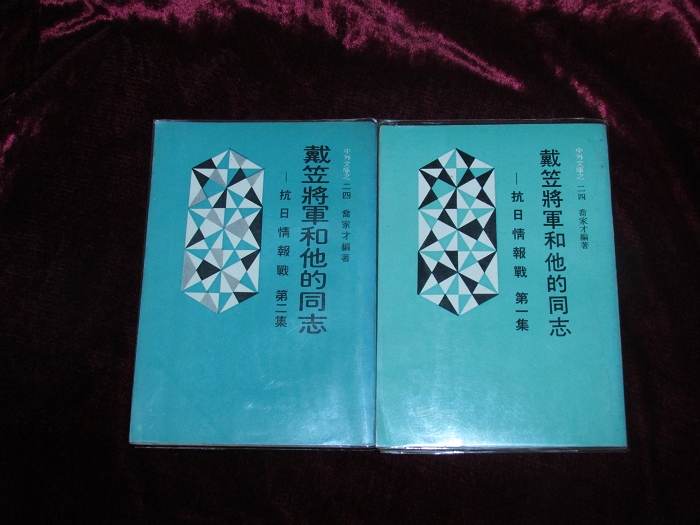 中外文庫之二四 喬家才編著
戴笠將軍和他的同志
—抗日情報戰 第二集
中外文庫之二四 喬家才編著
戴笠將軍和他的同志
—抗日情報戰 第一集